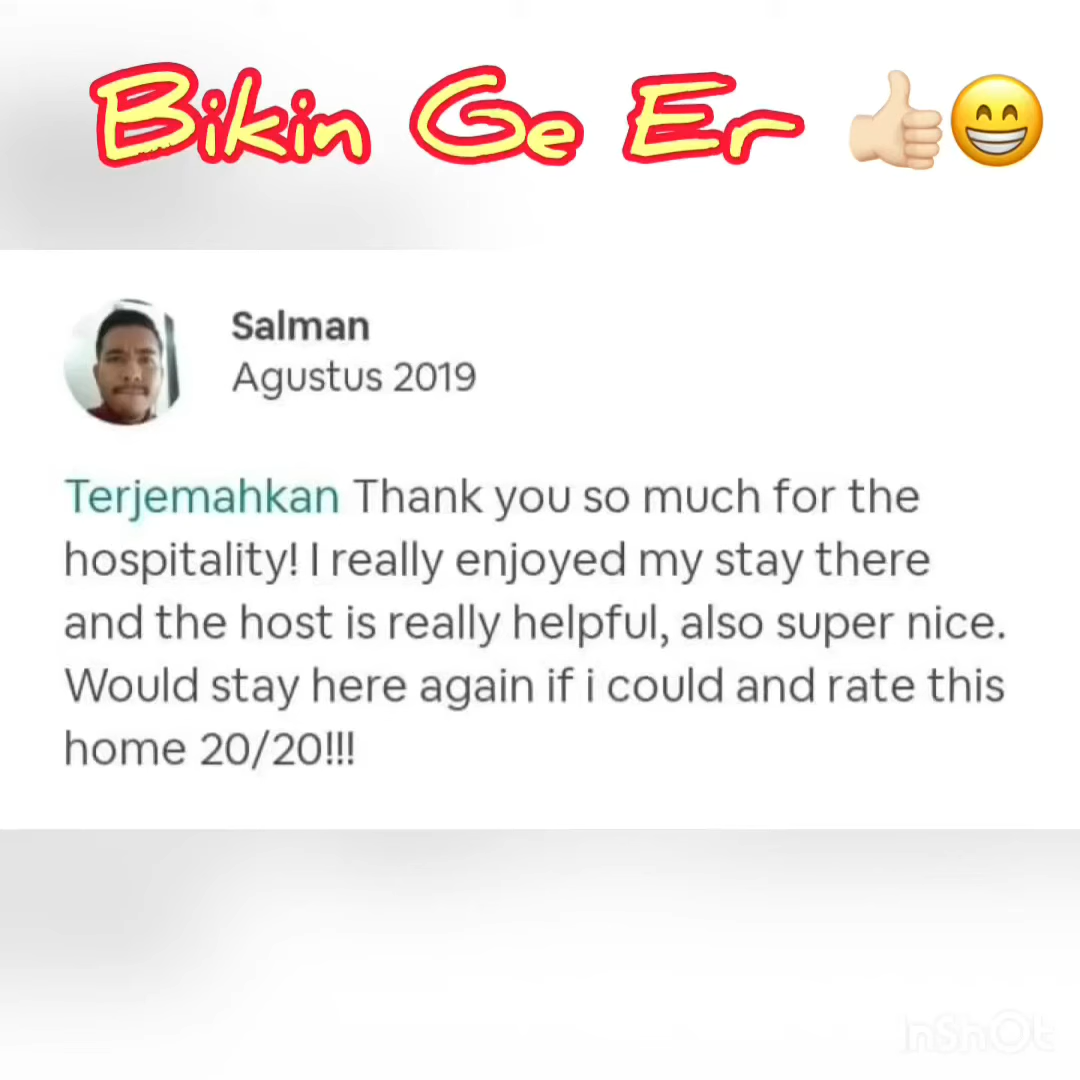 Bikin Ge Er 👍🏻😁
Salman
Agustus 2019
Terjemahkan Thank you so much for the
hospitality! I really enjoyed my stay there
and the host is really helpful, also super nice.
Would stay here again if i could and rate this
home 20/20!!!
InShOt